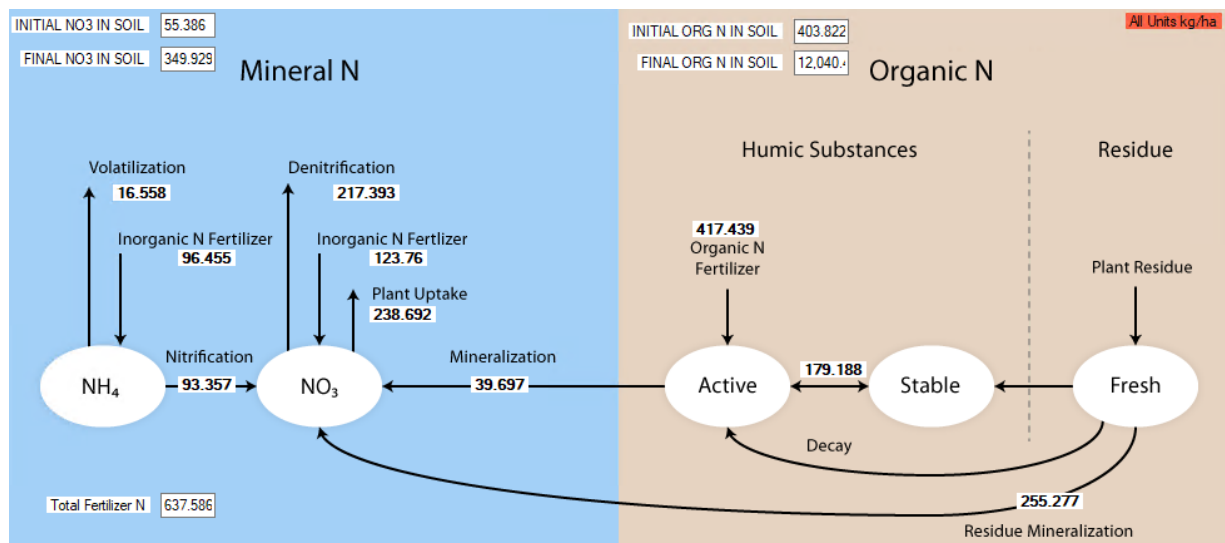 INITIAL NO3 IN SOIL 55.386
FINAL NO3 IN SOIL 349.929
Mineral N
INITIAL ORG N IN SOIL 403.822
FINAL ORG N IN SOIL 12,040.4
Organic N
All Units kg/ha
Humic Substances
Residue
Volatilization
16.558
Denitrification
217.393
Inorganic N Fertilizer
96.455
Inorganic N Fertlizer
123.76
Plant Uptake
238.692
417.439
Organic N
Fertilizer
Plant Residue
Nitrification
93.357
Mineralization
39.697
179.188
NH₄
NO₃
Active
Stable
Fresh
Decay
255.277
Residue Mineralization
Total Fertilizer N 637.586